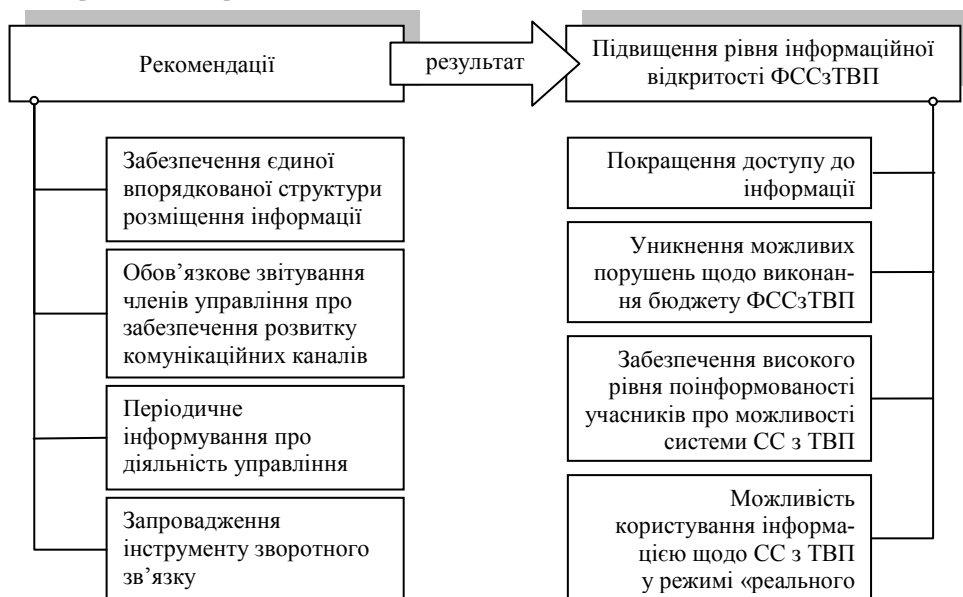 Рекомендації
результат
Підвищення рівня інформаційної
відкритості ФССзТВП
Забезпечення єдиної
впорядкованої структури
розміщення інформації
Обов’язкове звітування
членів управління про
забезпечення розвитку
комунікаційних каналів
Періодичне
інформування про
діяльність управління
Запровадження
інструменту зворотного
зв’язку
Покращення доступу до
інформації
Уникнення можливих
порушень щодо виконан-
ня бюджету ФССзТВП
Забезпечення високого
рівня поінформованості
учасників про можливості
системи СС з ТВП
Можливість
користування інформа-
цією щодо СС з ТВП
у режимі «реального